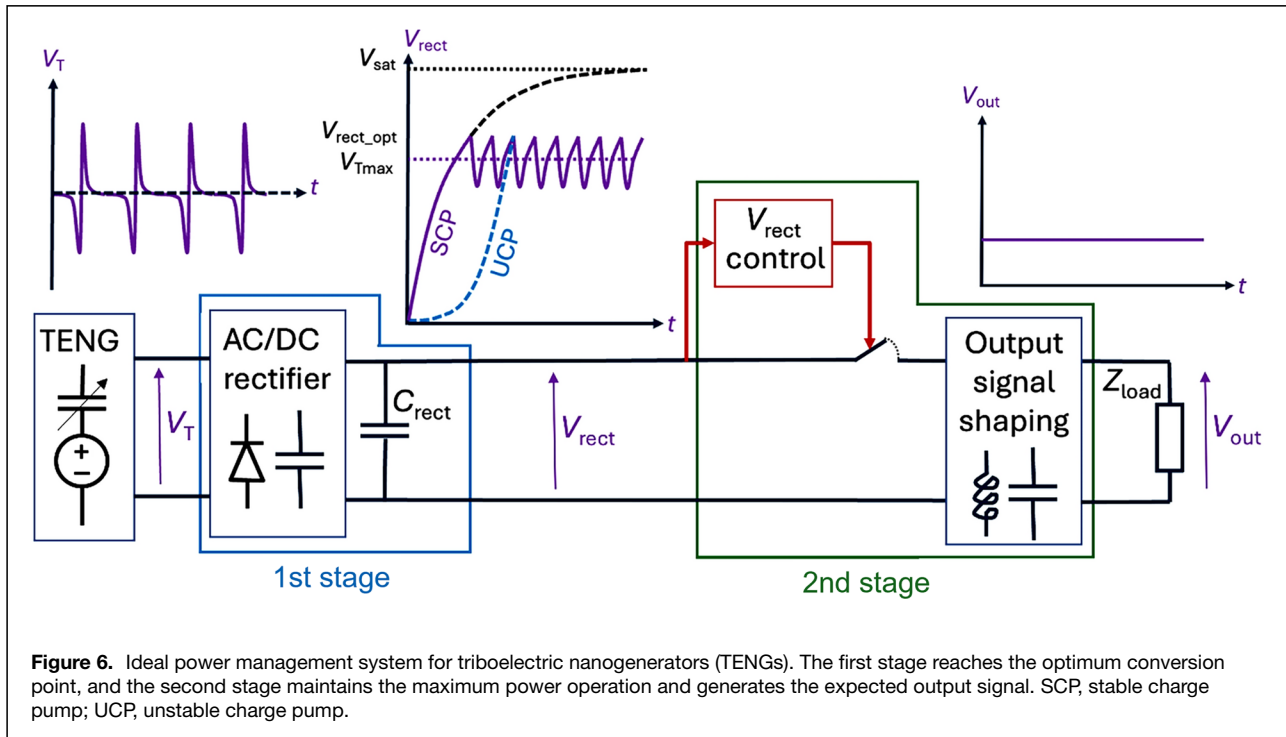 V_T
t
V_rect
V_sat
V_rect_opt
V_Tmax
SCP
UCP
t
V_out
t
V_rect
control
TENG
+
−
V_T
AC/DC
rectifier
C_rect
V_rect
Output
signal
shaping
Z_load
V_out
1st stage
2nd stage
Figure 6. Ideal power management system for triboelectric nanogenerators (TENGs). The first stage reaches the optimum conversion
point, and the second stage maintains the maximum power operation and generates the expected output signal. SCP, stable charge
pump; UCP, unstable charge pump.